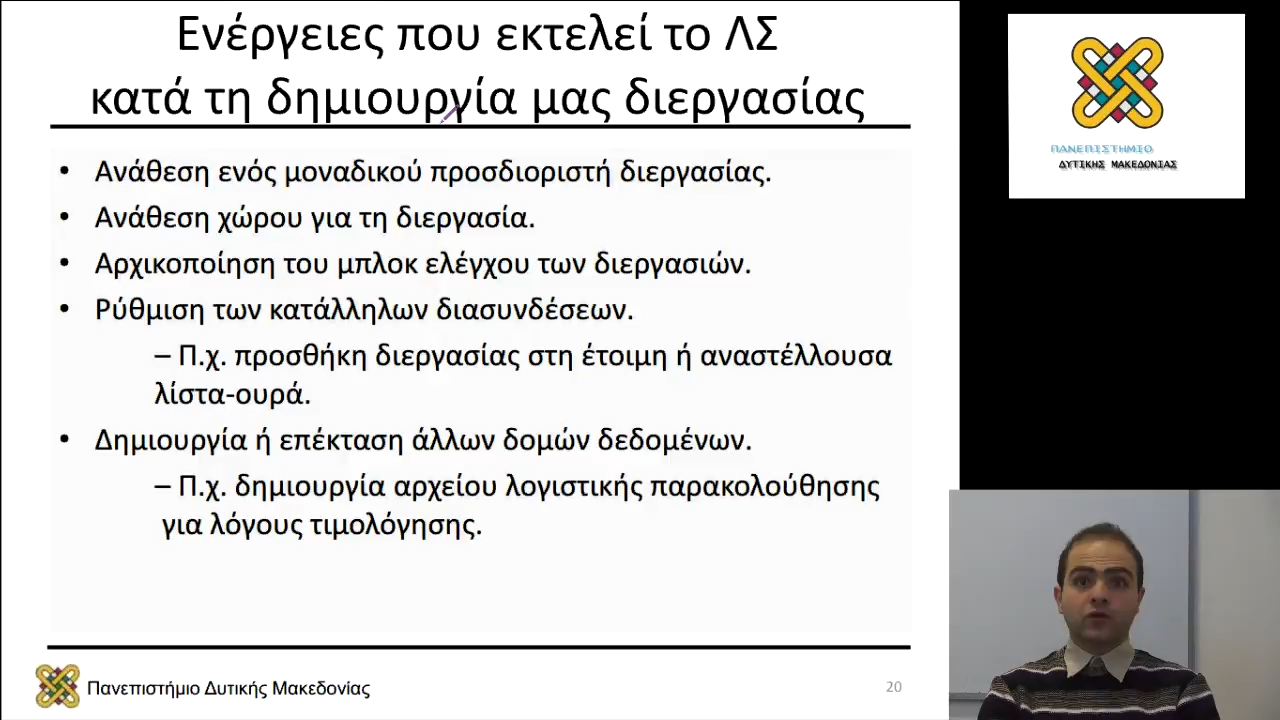 Ενέργειες που εκτελεί το ΛΣ
κατά τη δημιουργία μας διεργασίας
• Ανάθεση ενός μοναδικού προσδιοριστή διεργασίας.
• Ανάθεση χώρου για τη διεργασία.
• Αρχικοποίηση του μπλοκ ελέγχου των διεργασιών.
• Ρύθμιση των κατάλληλων διασυνδέσεων.
– Π.χ. προσθήκη διεργασίας στη έτοιμη ή αναστέλλουσα
λίστα-ουρά.
• Δημιουργία ή επέκταση άλλων δομών δεδομένων.
– Π.χ. δημιουργία αρχείου λογιστικής παρακολούθησης
για λόγους τιμολόγησης.
Πανεπιστήμιο Δυτικής Μακεδονίας
20
ΠΑΝΕΠΙΣΤΗΜΙΟ
ΔΥΤΙΚΗΣ ΜΑΚΕΔΟΝΙΑΣ